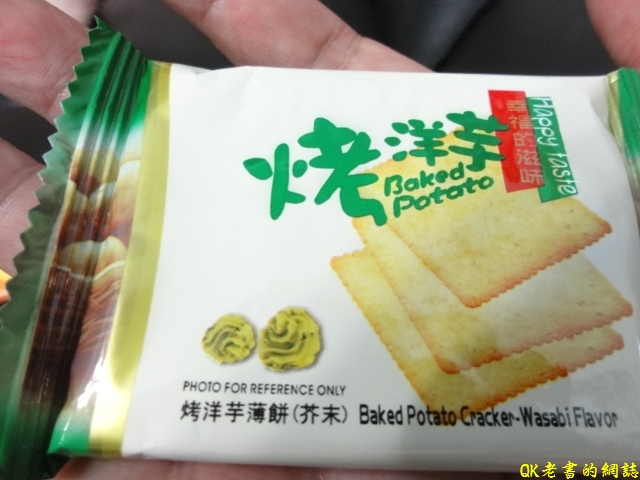 烤洋芋
Baked
Potato
幸福的滋味
Happy taste
PHOTO FOR REFERENCE ONLY
烤洋芋薄餅(芥末) Baked Potato Cracker-Wasabi Flavor
QK老書的網誌